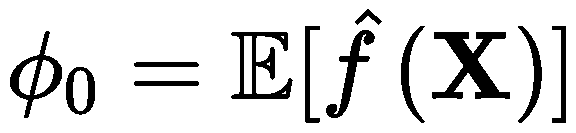 ϕ₀ = 𝔼[f̂ (𝐗)]